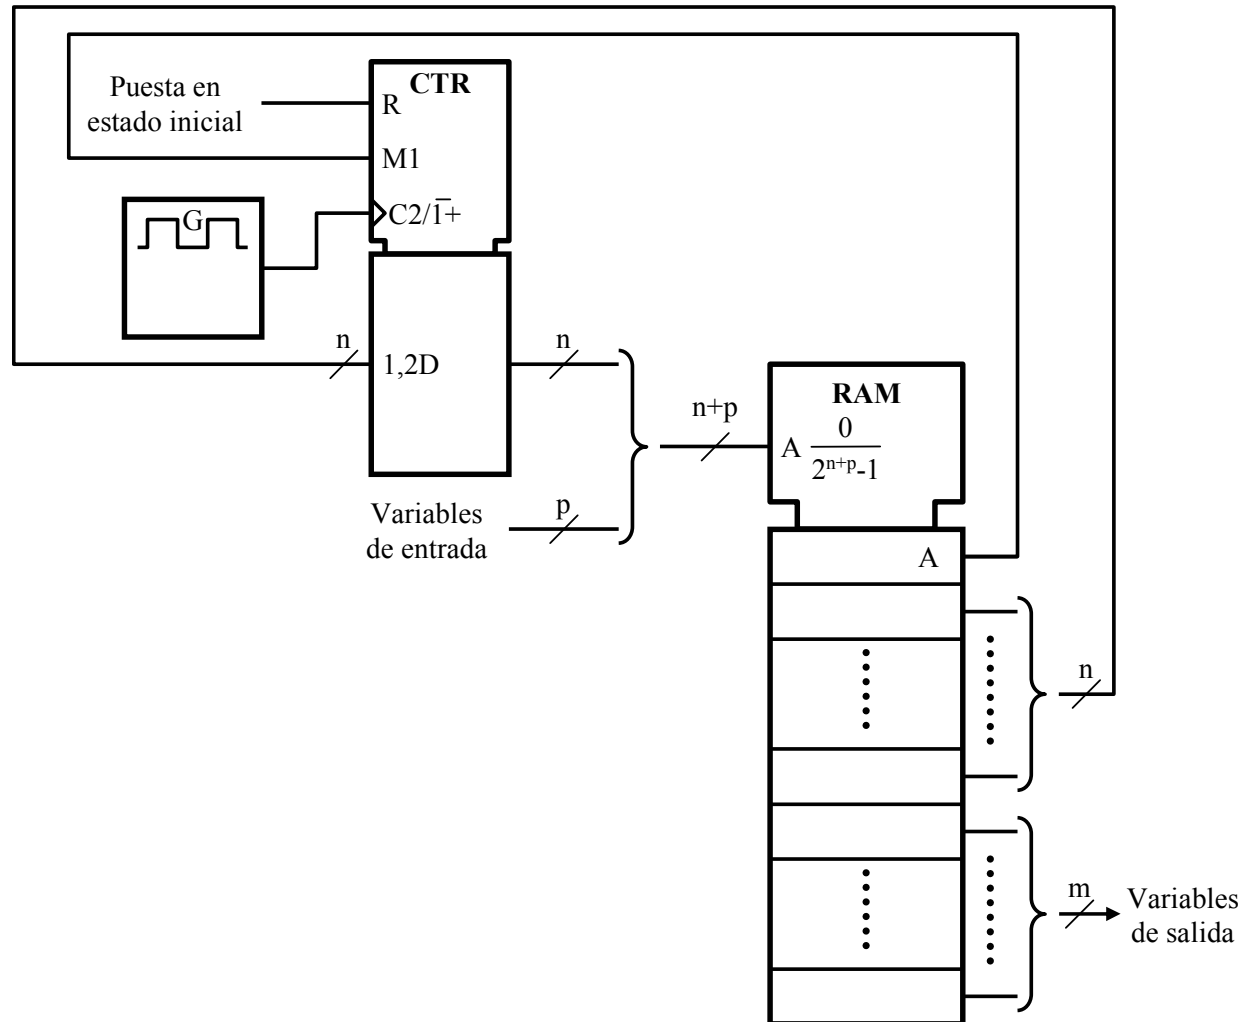 CTR
Puesta en
estado inicial
R
M1
G
C2/1̅+
n
1,2D
n
n+p
RAM
A 0
2ⁿ⁺ᵖ-1
Variables
de entrada
p
A
n
m
Variables
de salida